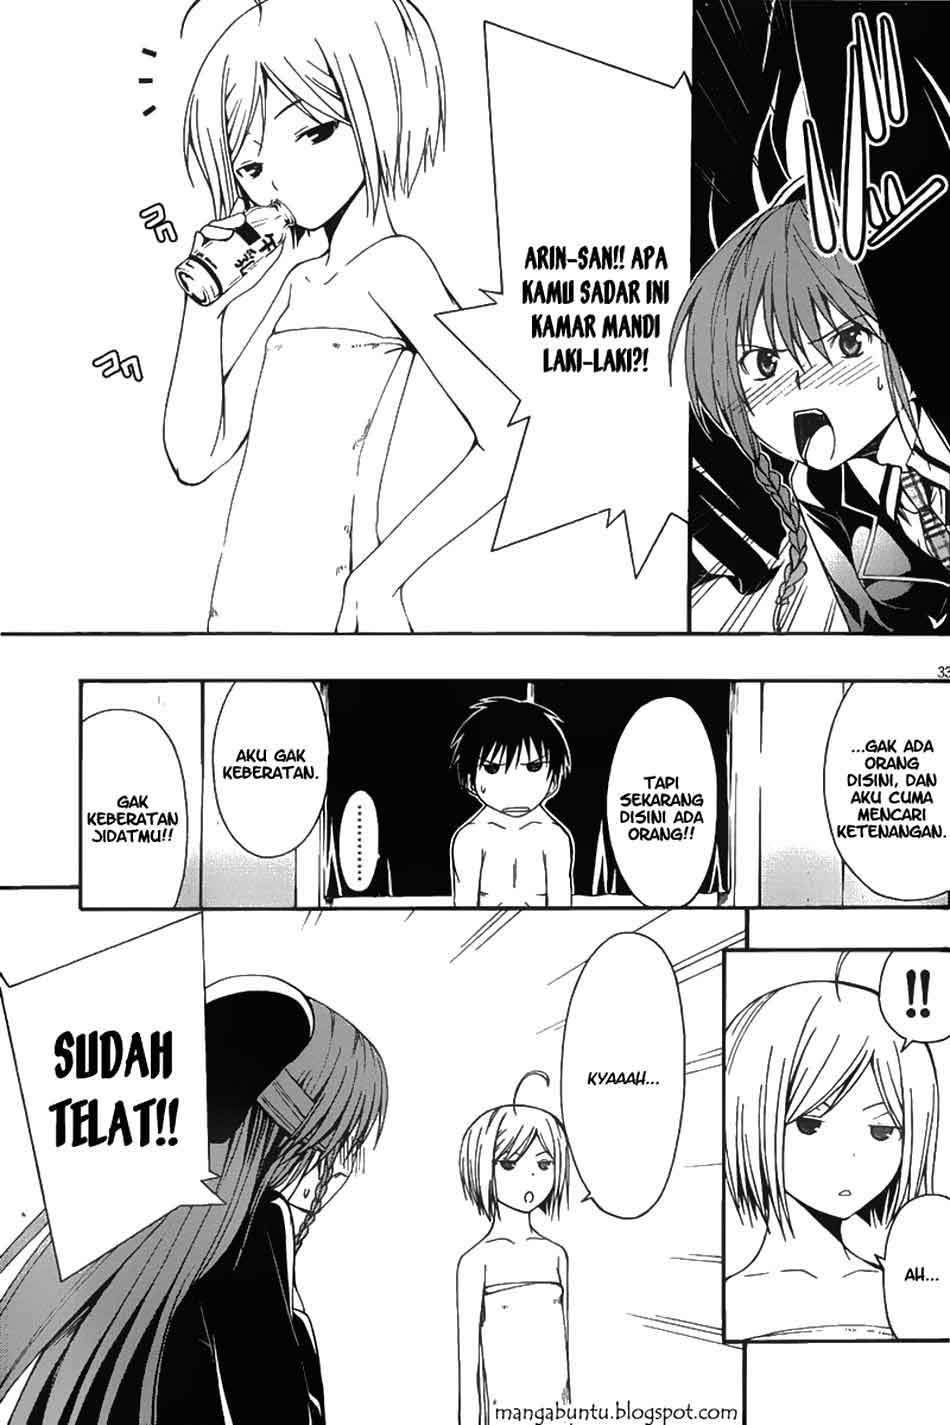 ARIN-SAN!! APA
KAMU SADAR INI
KAMAR MANDI
LAKI-LAKI?!
33
...GAK ADA
ORANG
DISINI, DAN
AKU CUMA
MENCARI
KETENANGAN.
TAPI
SEKARANG
DISINI ADA
ORANG!!
..........
AKU GAK
KEBERATAN.
GAK
KEBERATAN
JIDATMU!!
!!
AH...
KYAAAH...
SUDAH
TELAT!!
mangabuntu.blogspot.com